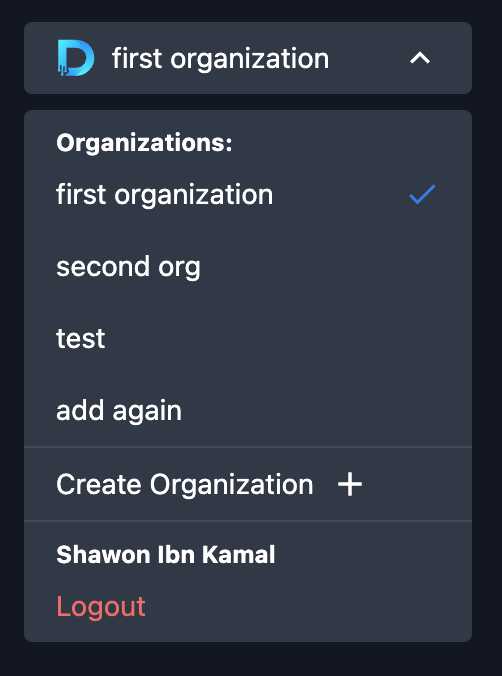 first organization
Organizations:
first organization
second org
test
add again
Create Organization +
Shawon Ibn Kamal
Logout